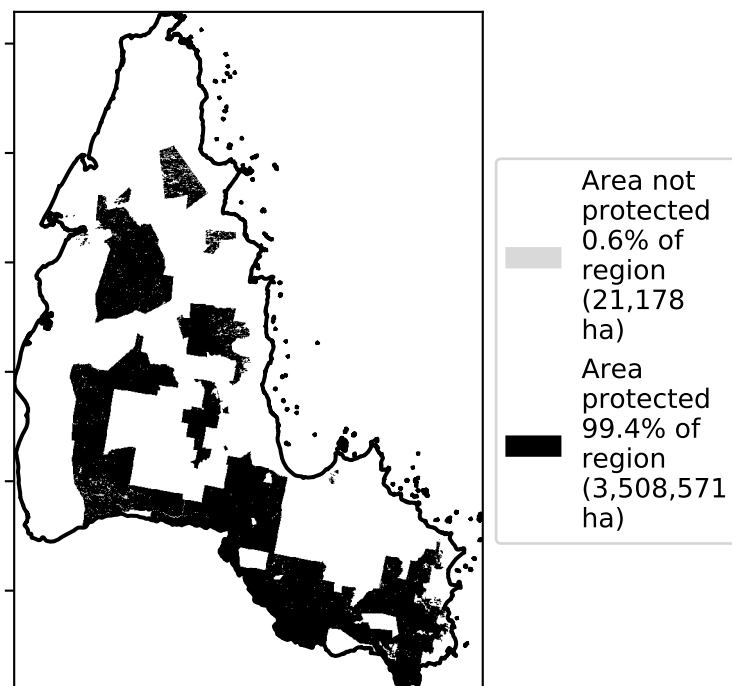 Area not
protected
0.6% of
region
(21,178
ha)
Area
protected
99.4% of
region
(3,508,571
ha)